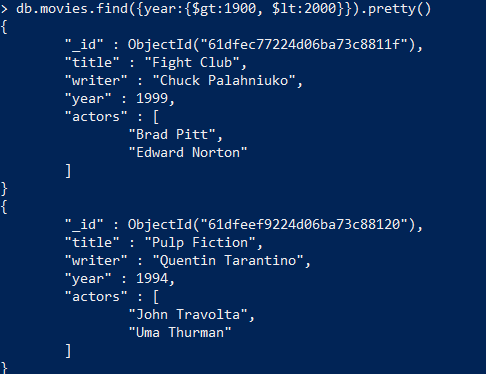 > db.movies.find({year:{$gt:1900, $lt:2000}}).pretty()
{
        "_id" : ObjectId("61dfec77224d06ba73c8811f"),
        "title" : "Fight Club",
        "writer" : "Chuck Palahniuko",
        "year" : 1999,
        "actors" : [
                "Brad Pitt",
                "Edward Norton"
        ]
}
{
        "_id" : ObjectId("61dfeef9224d06ba73c88120"),
        "title" : "Pulp Fiction",
        "writer" : "Quentin Tarantino",
        "year" : 1994,
        "actors" : [
                "John Travolta",
                "Uma Thurman"
        ]
}